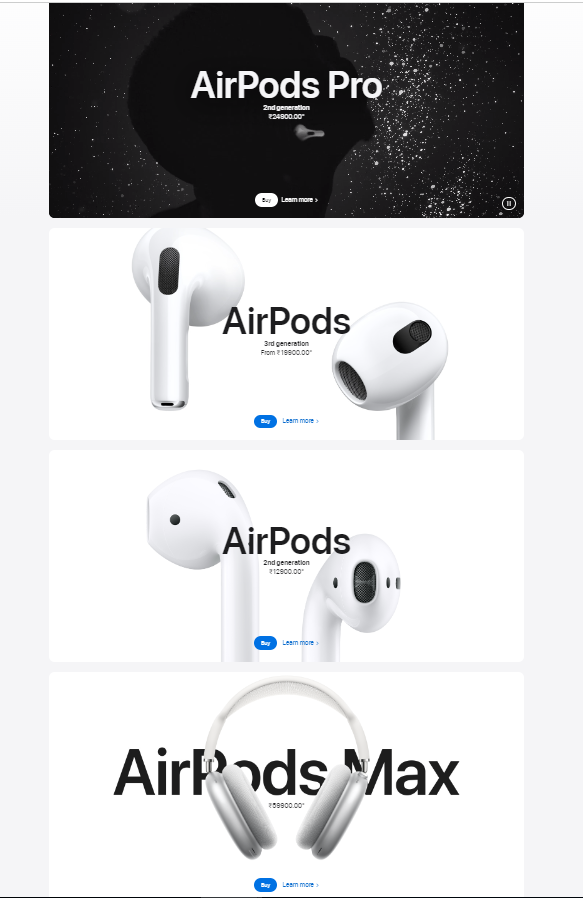 AirPods Pro
2nd generation
₹24900.00*
Buy Learn more >
AirPods
3rd generation
From ₹19900.00*
Buy Learn more >
AirPods
2nd generation
₹12900.00*
Buy Learn more >
AirPods Max
₹59900.00*
Buy Learn more >